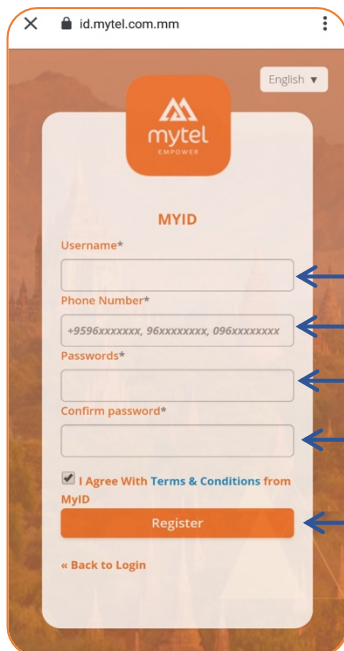 id.mytel.com.mm
English ▼
mytel
EMPOWER
MYID
Username*
Phone Number*
+9596xxxxxxx, 96xxxxxxxx, 096xxxxxxxx
Passwords*
Confirm password*
I Agree With Terms & Conditions from
MyID
Register
« Back to Login